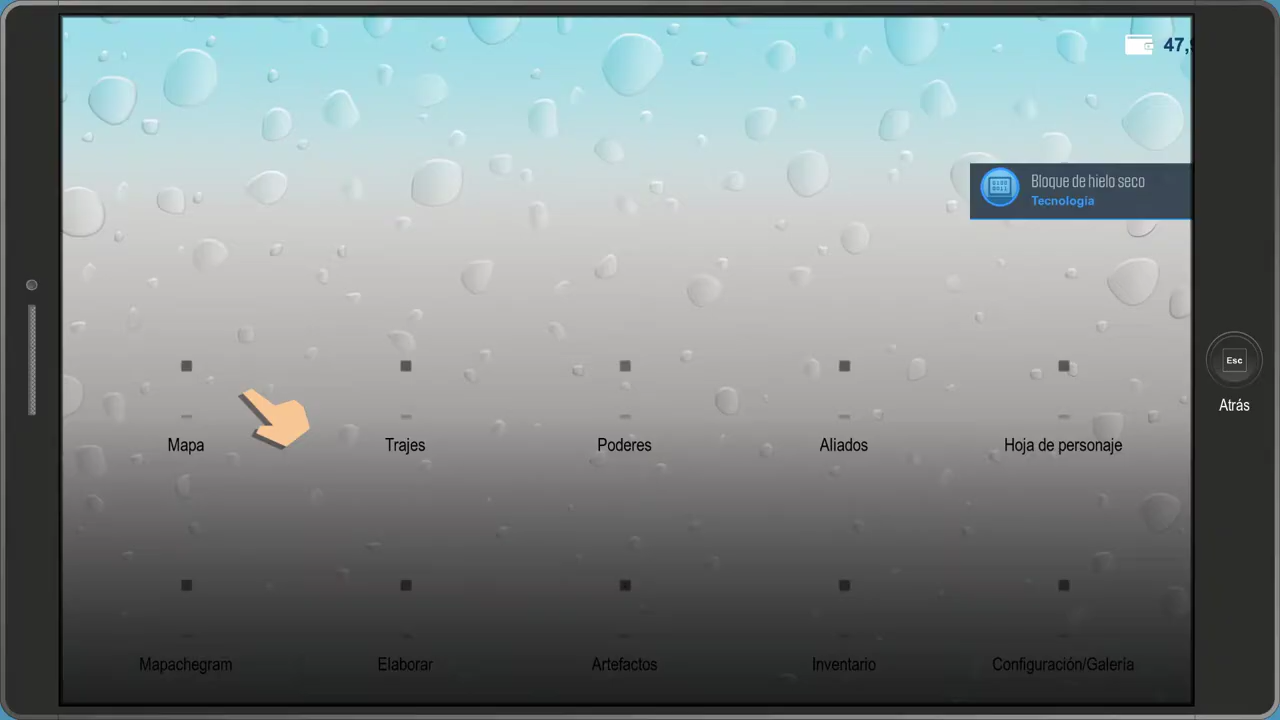 47,
Bloque de hielo seco
Tecnología
Esc
Atrás
Mapa
Trajes
Poderes
Aliados
Hoja de personaje
Mapachegram
Elaborar
Artefactos
Inventario
Configuración/Galería